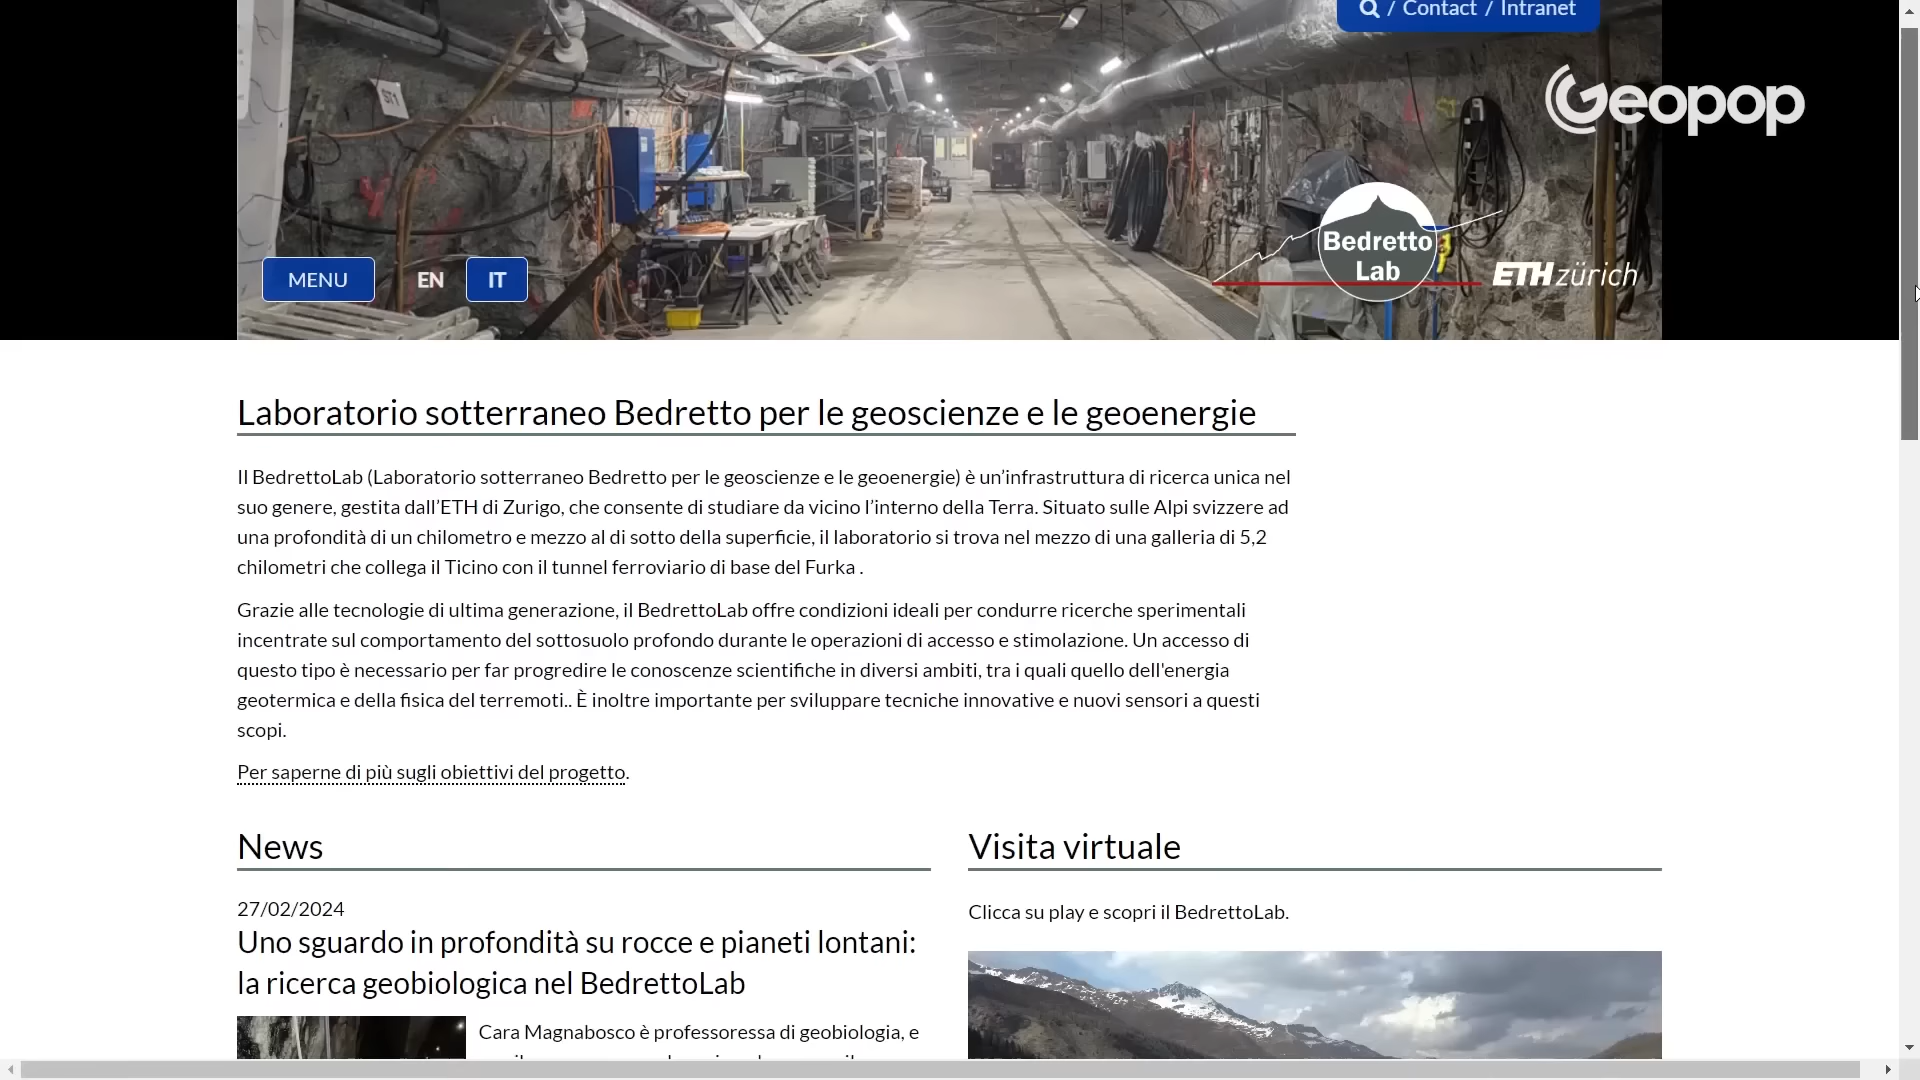 / Contact / Intranet
Geopop
ST1
Bedretto
Lab
ETH zürich
MENU EN IT
Laboratorio sotterraneo Bedretto per le geoscienze e le geoenergie
Il BedrettoLab (Laboratorio sotterraneo Bedretto per le geoscienze e le geoenergie) è un’infrastruttura di ricerca unica nel
suo genere, gestita dall’ETH di Zurigo, che consente di studiare da vicino l’interno della Terra. Situato sulle Alpi svizzere ad
una profondità di un chilometro e mezzo al di sotto della superficie, il laboratorio si trova nel mezzo di una galleria di 5,2
chilometri che collega il Ticino con il tunnel ferroviario di base del Furka .
Grazie alle tecnologie di ultima generazione, il BedrettoLab offre condizioni ideali per condurre ricerche sperimentali
incentrate sul comportamento del sottosuolo profondo durante le operazioni di accesso e stimolazione. Un accesso di
questo tipo è necessario per far progredire le conoscenze scientifiche in diversi ambiti, tra i quali quello dell'energia
geotermica e della fisica del terremoti.. È inoltre importante per sviluppare tecniche innovative e nuovi sensori a questi
scopi.
Per saperne di più sugli obiettivi del progetto.
News
27/02/2024
Uno sguardo in profondità su rocce e pianeti lontani:
la ricerca geobiologica nel BedrettoLab
Cara Magnabosco è professoressa di geobiologia, e
Visita virtuale
Clicca su play e scopri il BedrettoLab.